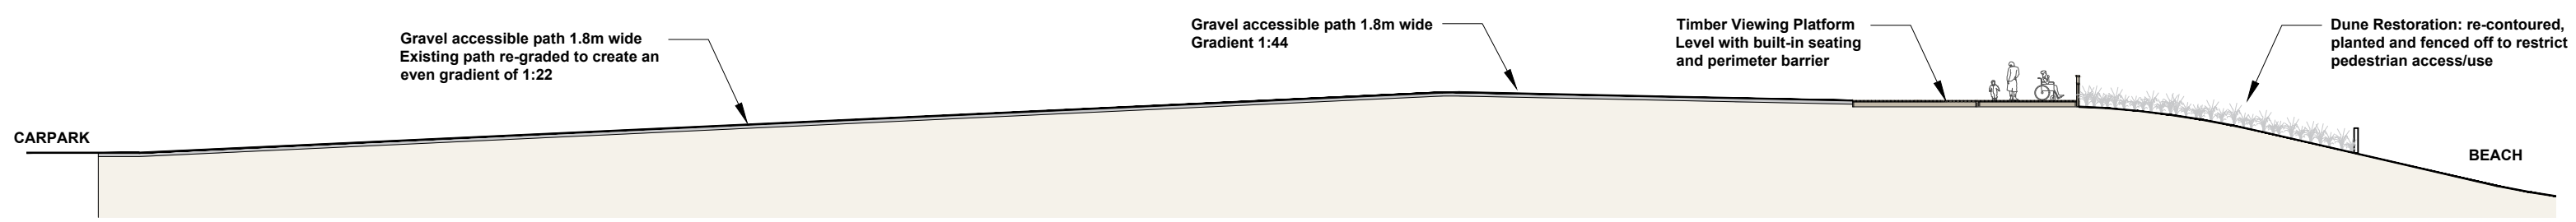 CARPARK
Gravel accessible path 1.8m wide
Existing path re-graded to create an
even gradient of 1:22
Gravel accessible path 1.8m wide
Gradient 1:44
Timber Viewing Platform
Level with built-in seating
and perimeter barrier
Dune Restoration: re-contoured,
planted and fenced off to restrict
pedestrian access/use
BEACH